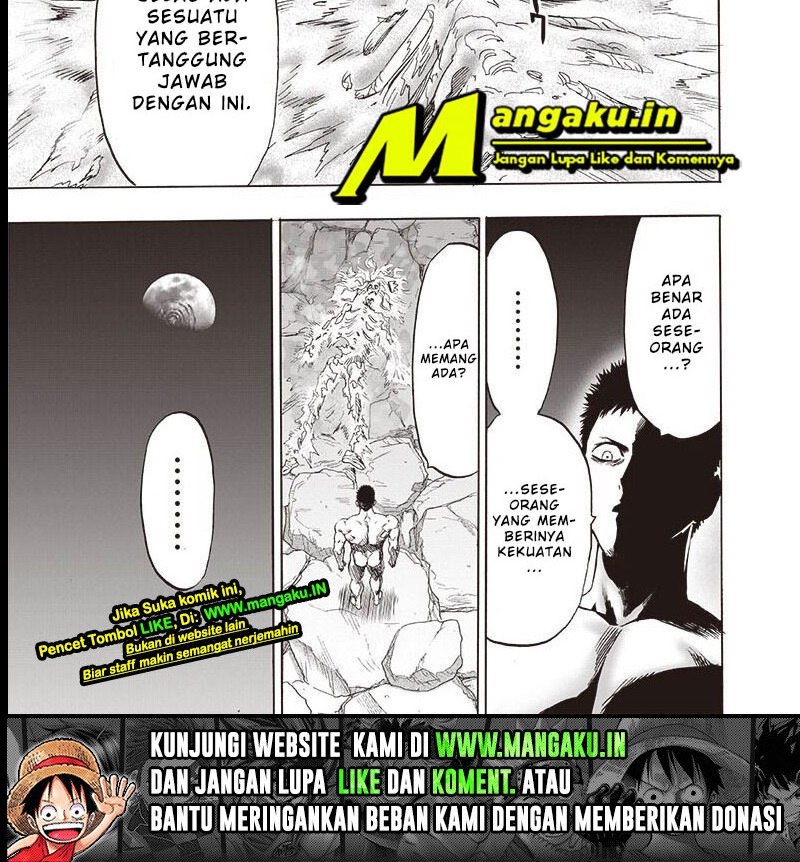 SESUATU
YANG BER-
TANGGUNG
JAWAB
DENGAN INI.
Mangaku.in
Jangan Lupa Like dan Komennya
APA
BENAR
ADA
SESE-
ORANG
...?
.........
...SESE-
ORANG
YANG MEM-
BERINYA
KEKUATAN
...
...APA
MEMANG
ADA?
.........
Jika Suka komik ini,
Pencet Tombol LIKE, Di; WWW.mangaku.IN
Bukan di website lain
Biar staff makin semangat nerjemahin
KUNJUNGI WEBSITE KAMI DI WWW.MANGAKU.IN
DAN JANGAN LUPA LIKE DAN KOMENT. ATAU
BANTU MERINGANKAN BEBAN KAMI DENGAN MEMBERIKAN DONASI